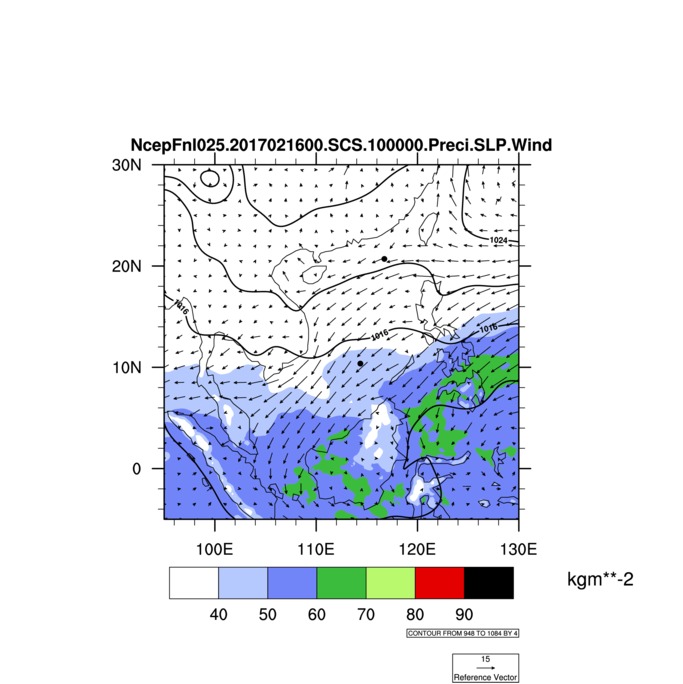 NcepFnl025.2017021600.SCS.100000.Preci.SLP.Wind
30N
1024
20N
1016
1016
1016
10N
0
100E 110E 120E 130E
kgm**-2
40 50 60 70 80 90
CONTOUR FROM 948 TO 1084 BY 4
15
Reference Vector